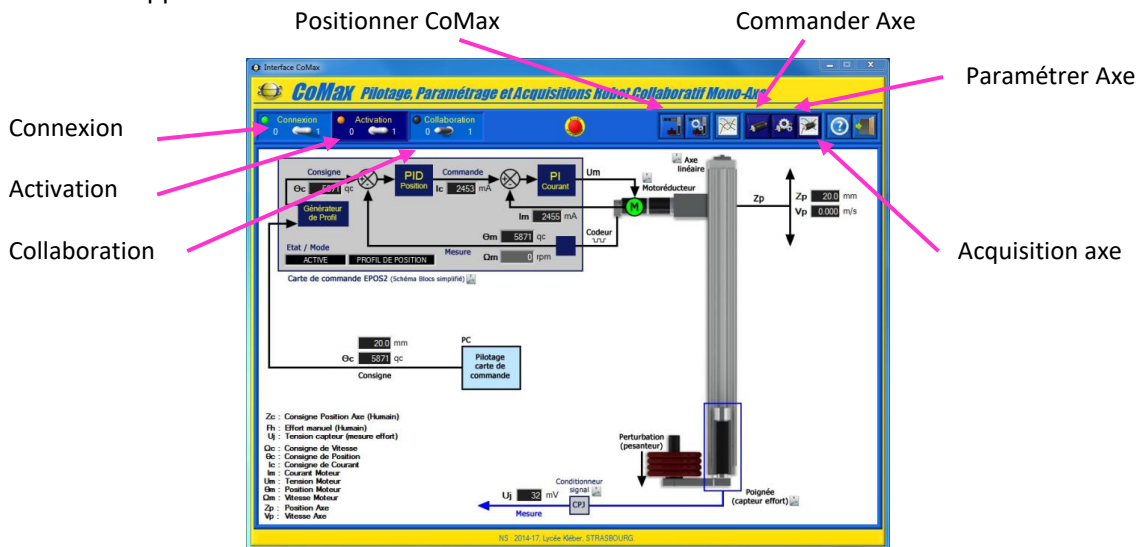 Positionner CoMax
Commander Axe
Paramétrer Axe
Connexion
Activation
Collaboration
Acquisition axe
Interface CoMax
CoMax Pilotage, Paramétrage et Acquisitions Robot Collaboratif Mono-Axe
Connexion
0 1
Activation
0 1
Collaboration
0 1
Consigne
Θc 5871 qc
PID
Position
Commande
Ic 2453 mA
PI
Courant
Um
Générateur
de Profil
Im 2455 mA
Θm 5871 qc
Mesure
Ωm 0 rpm
Codeur
Etat / Mode
ACTIVE
PROFIL DE POSITION
Carte de commande EPOS2 (Schéma Blocs simplifié)
Axe
linéaire
Motoréducteur
M
Zp
Zp 20.0 mm
Vp 0.000 m/s
20.0 mm
Θc 5871 qc
Consigne
PC
Pilotage
carte de
commande
Zc : Consigne Position Axe (Humain)
Fh : Effort manuel (Humain)
Uj : Tension capteur (mesure effort)
Ωc : Consigne de Vitesse
Θc : Consigne de Position
Ic : Consigne de Courant
Im : Courant Moteur
Um : Tension Moteur
Θm : Position Moteur
Ωm : Vitesse Moteur
Zp : Position Axe
Vp : Vitesse Axe
Perturbation
(pesanteur)
Conditionneur
signal
Uj 32 mV
CPJ
Mesure
Poignée
(capteur effort)
NS : 2014-17, Lycée Kléber, STRASBOURG.